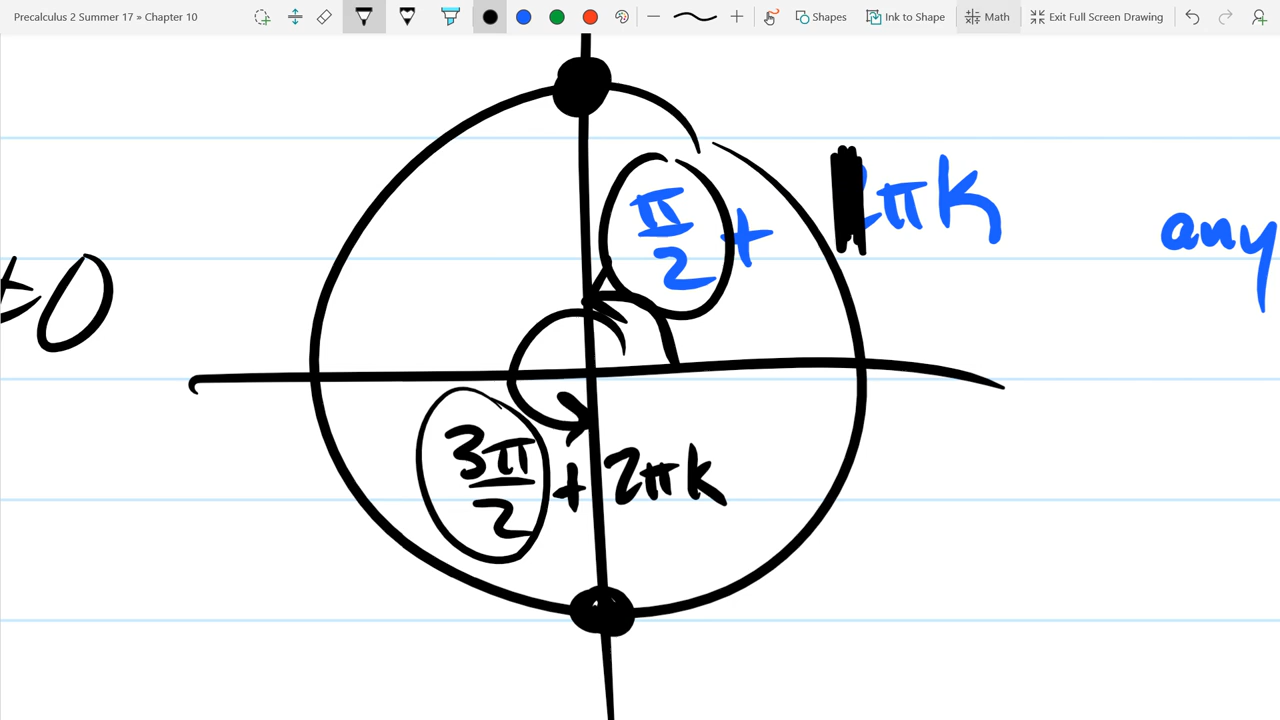 Precalculus 2 Summer 17 » Chapter 10
Shapes
Ink to Shape
Math
Exit Full Screen Drawing
π/2 + πk
any
≠0
3π/2 + 2πk